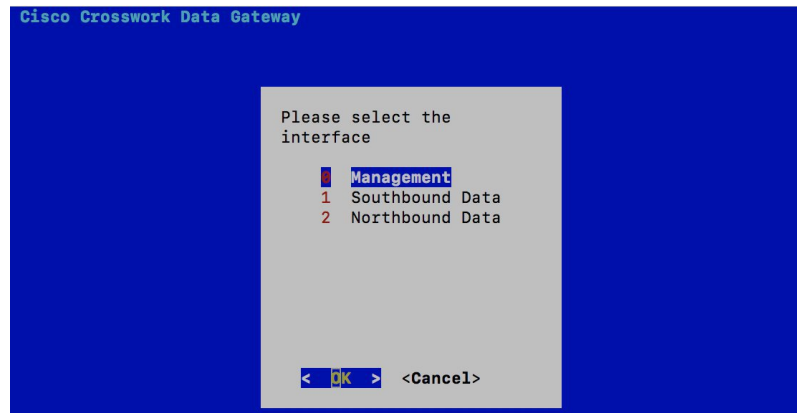 Cisco Crosswork Data Gateway
Please select the
interface
0 Management
1 Southbound Data
2 Northbound Data
< OK > <Cancel>